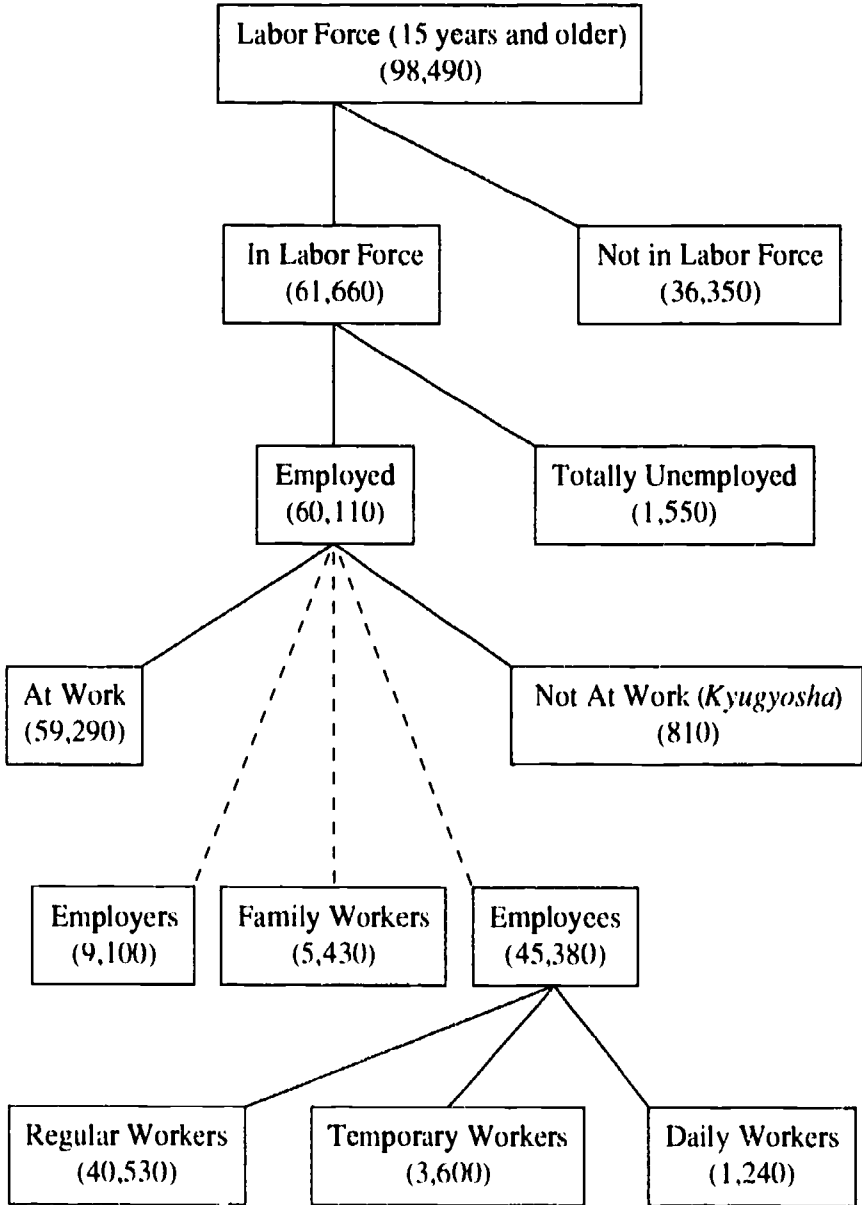 Labor Force (15 years and older)
(98,490)
In Labor Force
(61,660)
Not in Labor Force
(36,350)
Employed
(60,110)
Totally Unemployed
(1,550)
At Work
(59,290)
Not At Work (Kyugyosha)
(810)
Employers
(9,100)
Family Workers
(5,430)
Employees
(45,380)
Regular Workers
(40,530)
Temporary Workers
(3,600)
Daily Workers
(1,240)